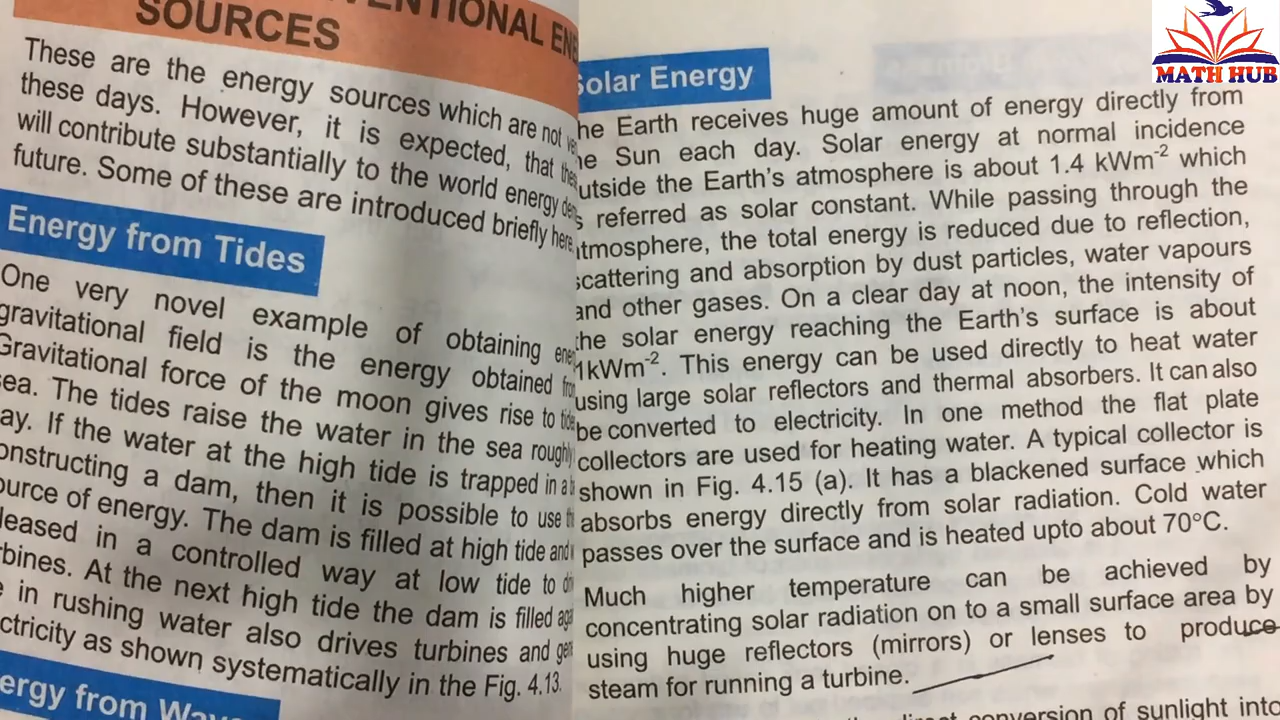 SOURCES
These are the energy sources which are not
these days. However, it is expected, that
will contribute substantially to the world energy
future. Some of these are introduced briefly here.
Energy from Tides
One very novel example of obtaining
gravitational field is the energy obtained
Gravitational force of the moon gives rise to
sea. The tides raise the water in the sea roughly
If the water at the high tide is trapped in a
constructing a dam, then it is possible to use
of energy. The dam is filled at high tide and
in a controlled way at low tide to
At the next high tide the dam is filled
in rushing water also drives turbines and
as shown systematically in the Fig. 4.13.
from
Solar Energy
Earth receives huge amount of energy directly from
Sun each day. Solar energy at normal incidence
outside the Earth's atmosphere is about 1.4 kWm-2 which
referred as solar constant. While passing through the
atmosphere, the total energy is reduced due to reflection,
scattering and absorption by dust particles, water vapours
and other gases. On a clear day at noon, the intensity of
the solar energy reaching the Earth's surface is about
1kWm-2. This energy can be used directly to heat water
using large solar reflectors and thermal absorbers. It can also
be converted to electricity. In one method the flat plate
collectors are used for heating water. A typical collector is
shown in Fig. 4.15 (a). It has a blackened surface which
absorbs energy directly from solar radiation. Cold water
passes over the surface and is heated upto about 70°C.
Much higher temperature can be achieved by
concentrating solar radiation on to a small surface area by
using huge reflectors (mirrors) or lenses to produce
steam for running a turbine.
conversion of sunlight into
MATH HUB